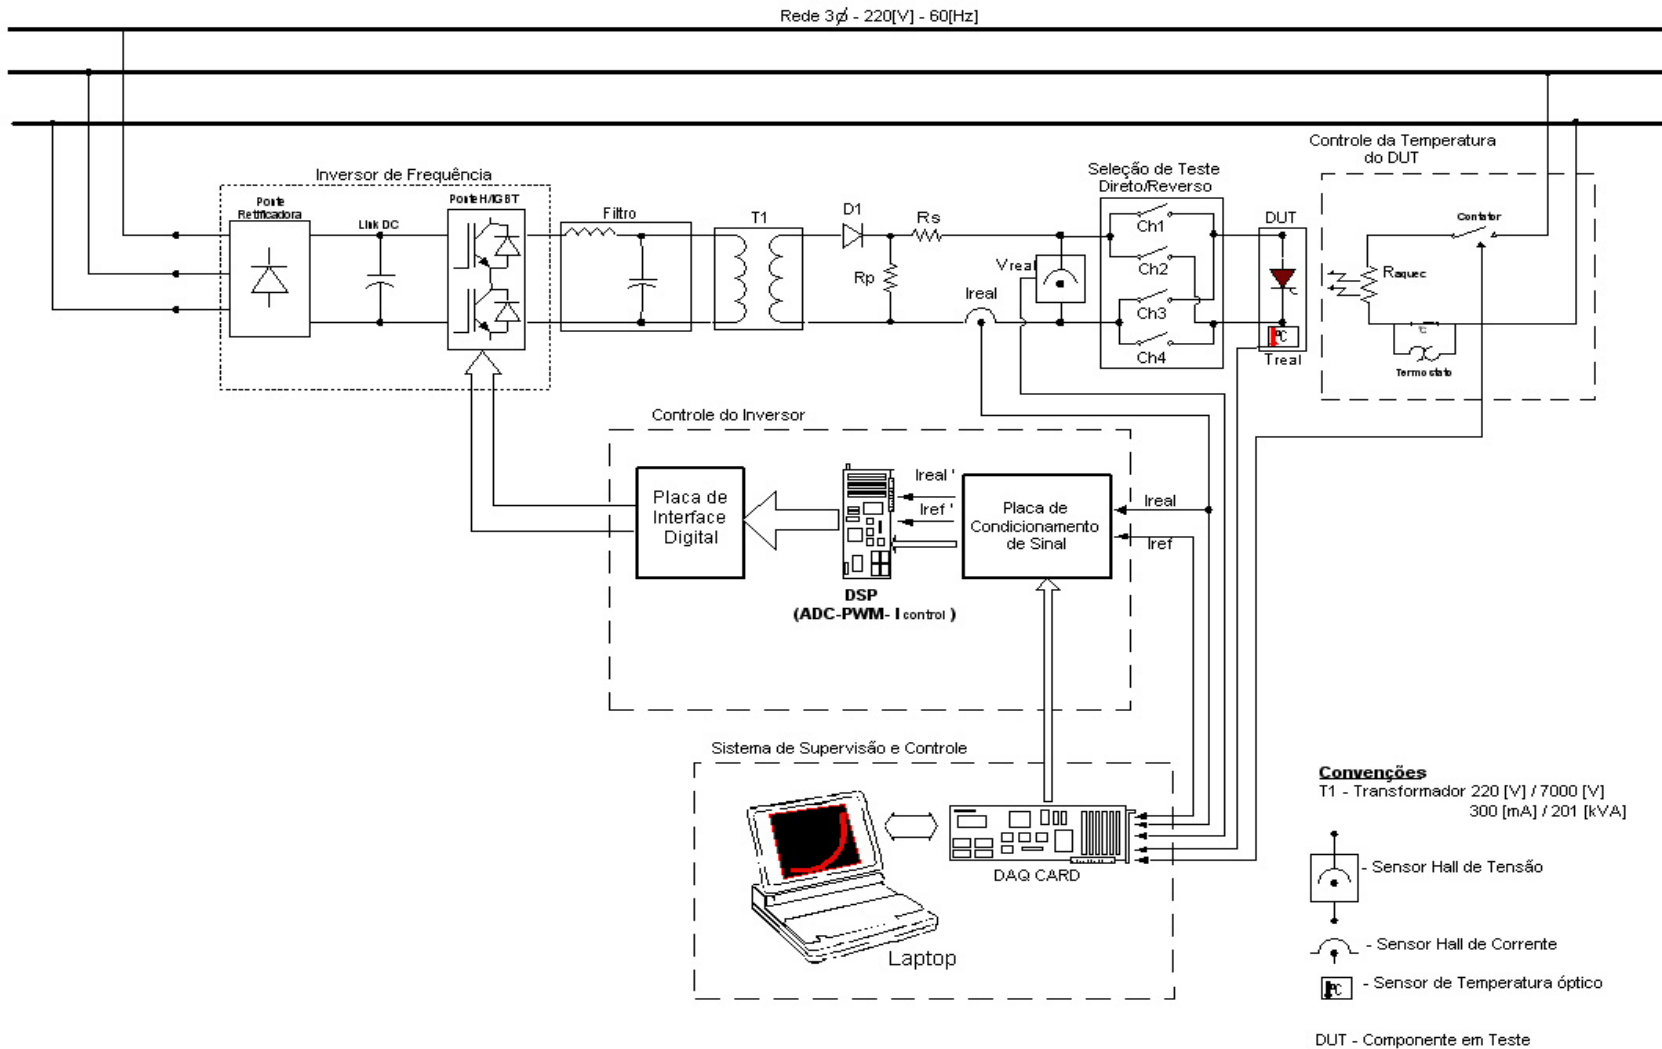 Rede 3ø - 220[V] - 60[Hz]
Controle da Temperatura
do DUT
Inversor de Frequência
Seleção de Teste
Direto/Reverso
Ponte
Retificadora
Link DC
Ponte H/IGBT
Filtro
T1
D1
Rs
Rp
Vreal
Ireal
Ch1
Ch2
Ch3
Ch4
DUT
ºC
Treal
Contator
Raquec
ºC
Termostato
Controle do Inversor
Placa de
Interface
Digital
Ireal '
Iref '
DSP
(ADC-PWM- I control )
Placa de
Condicionamento
de Sinal
Ireal
Iref
Sistema de Supervisão e Controle
DAQ CARD
Laptop
Convenções
T1 - Transformador 220 [V] / 7000 [V]
300 [mA] / 201 [kVA]
- Sensor Hall de Tensão
- Sensor Hall de Corrente
ºC - Sensor de Temperatura óptico
DUT - Componente em Teste